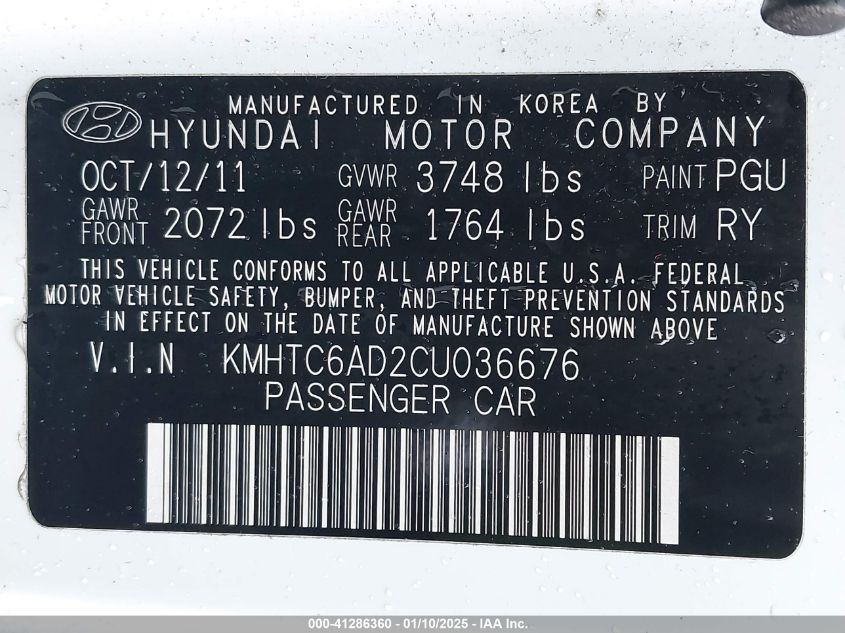 MANUFACTURED IN KOREA BY
HYUNDAI MOTOR COMPANY
OCT/12/11 GVWR 3748 lbs PAINT PGU
GAWR FRONT 2072 lbs GAWR REAR 1764 lbs TRIM RY
THIS VEHICLE CONFORMS TO ALL APPLICABLE U.S.A. FEDERAL
MOTOR VEHICLE SAFETY, BUMPER, AND THEFT PREVENTION STANDARDS
IN EFFECT ON THE DATE OF MANUFACTURE SHOWN ABOVE
V.I.N KMHTC6AD2CU036676
PASSENGER CAR
000-41286360 - 01/10/2025 - IAA Inc.